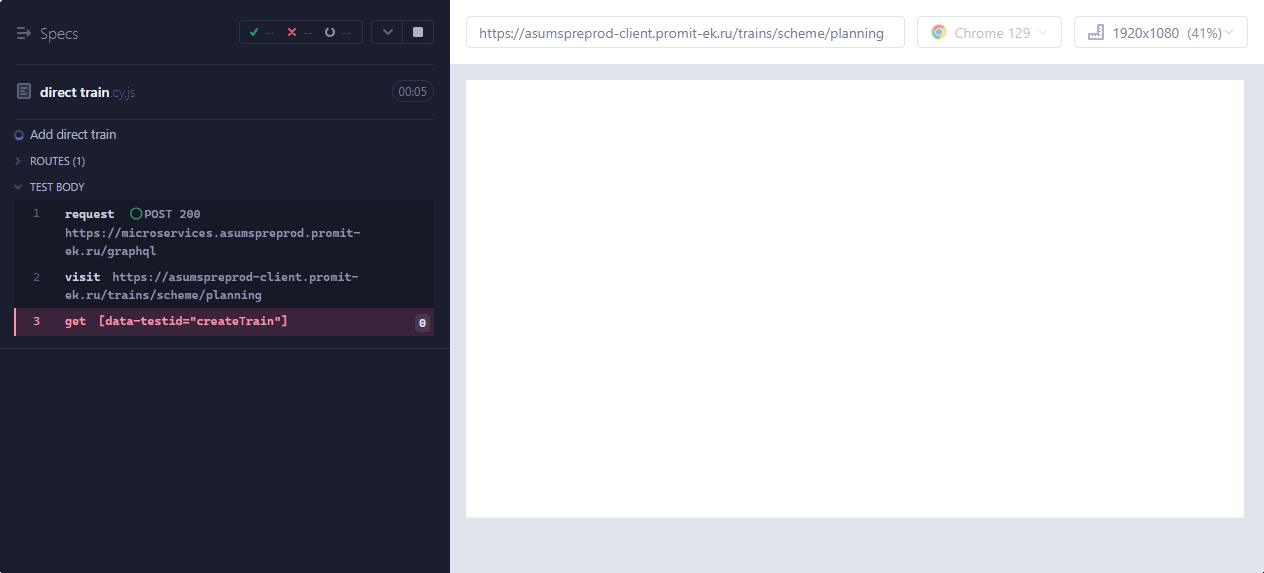 Specs
-- -- --
direct train.cy.js
00:05
Add direct train
ROUTES (1)
TEST BODY
1 request POST 200
https://microservices.asumspreprod.promit-
ek.ru/graphql
2 visit https://asumspreprod-client.promit-
ek.ru/trains/scheme/planning
3 get [data-testid="createTrain"] 0
https://asumspreprod-client.promit-ek.ru/trains/scheme/planning
Chrome 129
1920x1080 (41%)